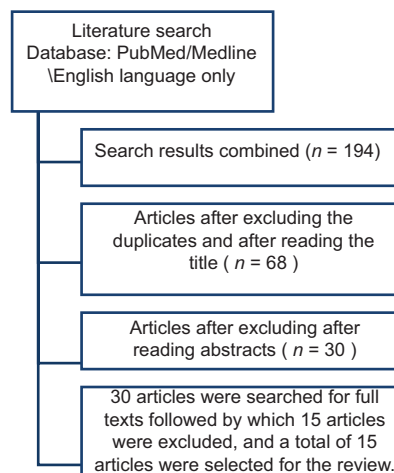 Literature search
Database: PubMed/Medline
\English language only
Search results combined (n = 194)
Articles after excluding the
duplicates and after reading the
title ( n = 68 )
Articles after excluding after
reading abstracts ( n = 30 )
30 articles were searched for full
texts followed by which 15 articles
were excluded, and a total of 15
articles were selected for the review.